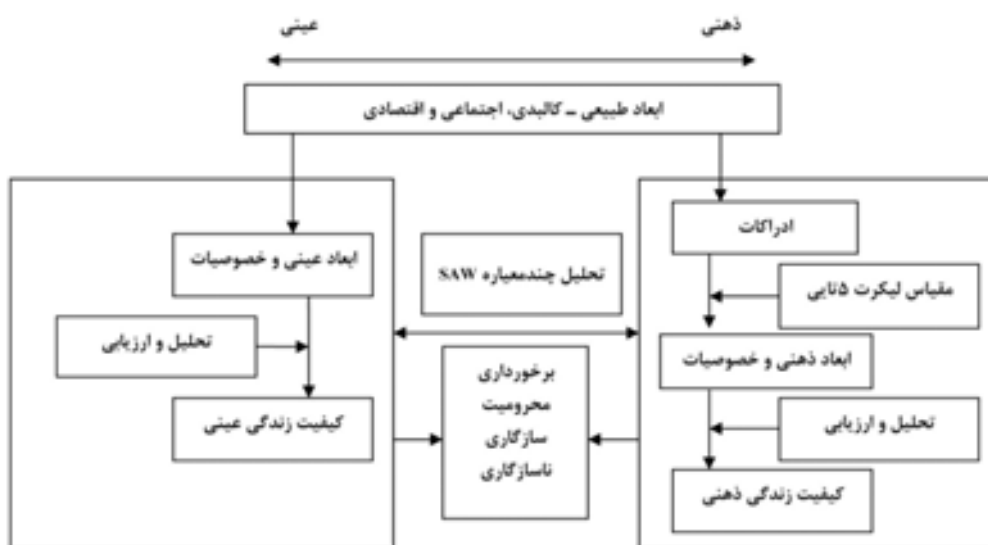 ذهنی
عینی
ابعاد طبیعی ـ کالبدی، اجتماعی و اقتصادی
ادراکات
مقیاس لیکرت ۵تایی
ابعاد ذهنی و خصوصیات
تحلیل و ارزیابی
کیفیت زندگی ذهنی
تحلیل چندمعیاره SAW
برخورداری
محرومیت
سازگاری
ناسازگاری
ابعاد عینی و خصوصیات
تحلیل و ارزیابی
کیفیت زندگی عینی